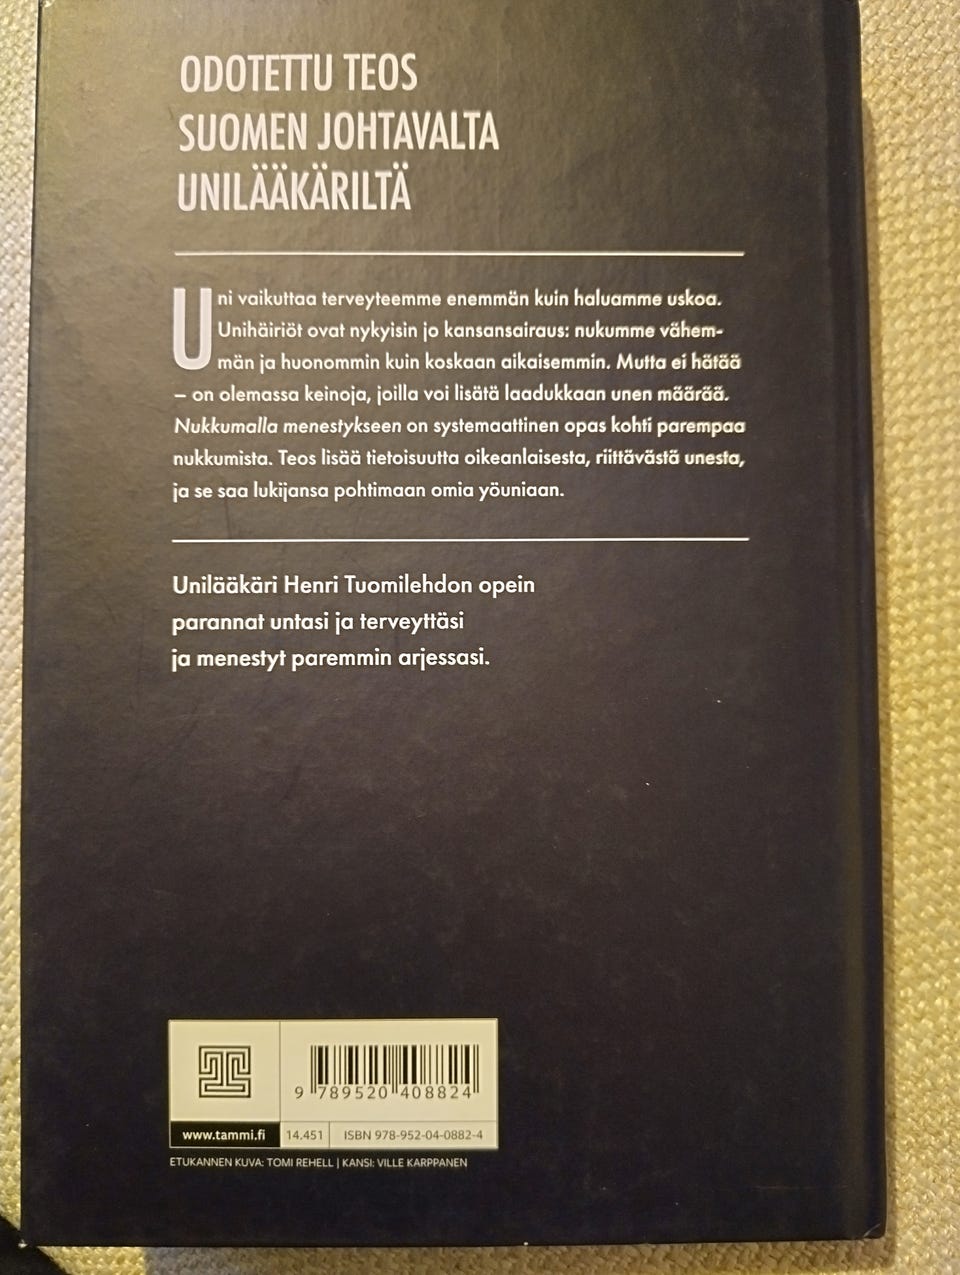 ODOTETTU TEOS
SUOMEN JOHTAVALTA
UNILÄÄKÄRILTÄ
Uni vaikuttaa terveyteemme enemmän kuin haluamme uskoa.
Unihäiriöt ovat nykyisin jo kansansairaus: nukumme vähem-
män ja huonommin kuin koskaan aikaisemmin. Mutta ei hätää
– on olemassa keinoja, joilla voi lisätä laadukkaan unen määrää.
Nukkumalla menestykseen on systemaattinen opas kohti parempaa
nukkumista. Teos lisää tietoisuutta oikeanlaisesta, riittävästä unesta,
ja se saa lukijansa pohtimaan omia yöuniaan.
Unilääkäri Henri Tuomilehdon opein
parannat untasi ja terveyttäsi
ja menestyt paremmin arjessasi.
9 789520 408824
www.tammi.fi 14.451 ISBN 978-952-04-0882-4
ETUKANNEN KUVA: TOMI REHELL | KANSI: VILLE KARPPANEN